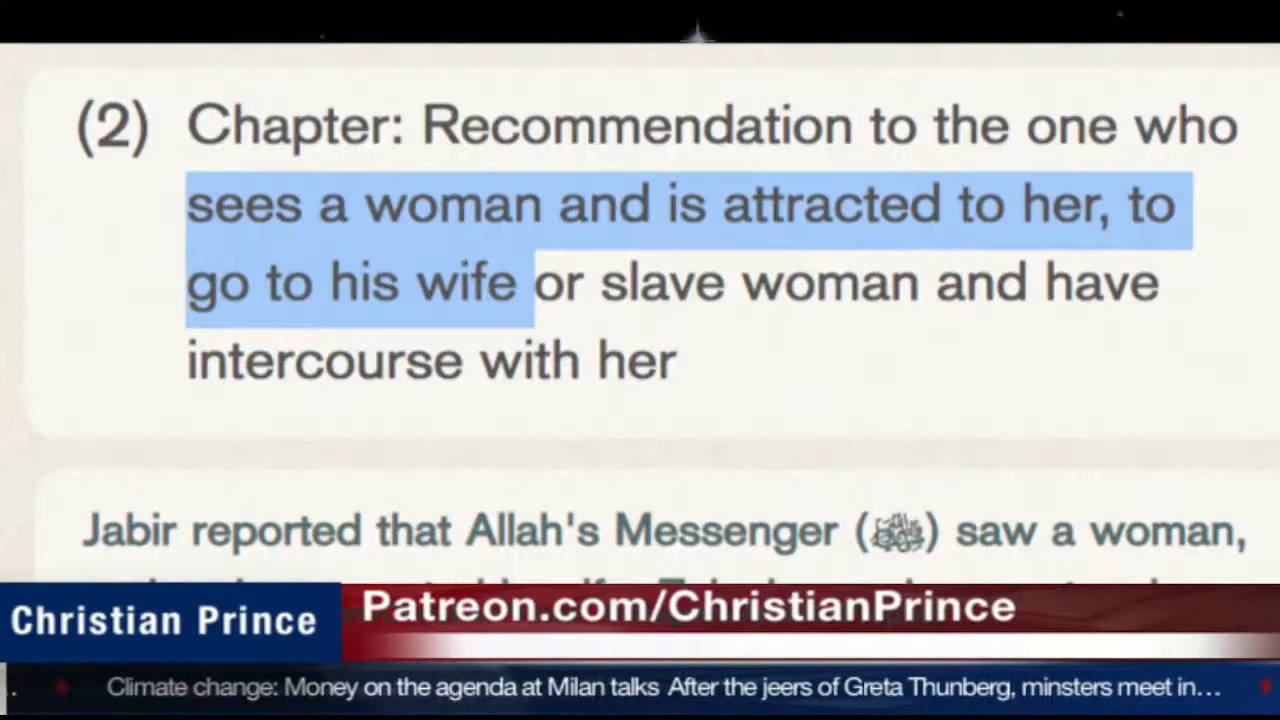 (2) Chapter: Recommendation to the one who
sees a woman and is attracted to her, to
go to his wife or slave woman and have
intercourse with her
Jabir reported that Allah's Messenger (ﷺ) saw a woman,
Christian Prince
Patreon.com/ChristianPrince
Climate change: Money on the agenda at Milan talks After the jeers of Greta Thunberg, minsters meet in…